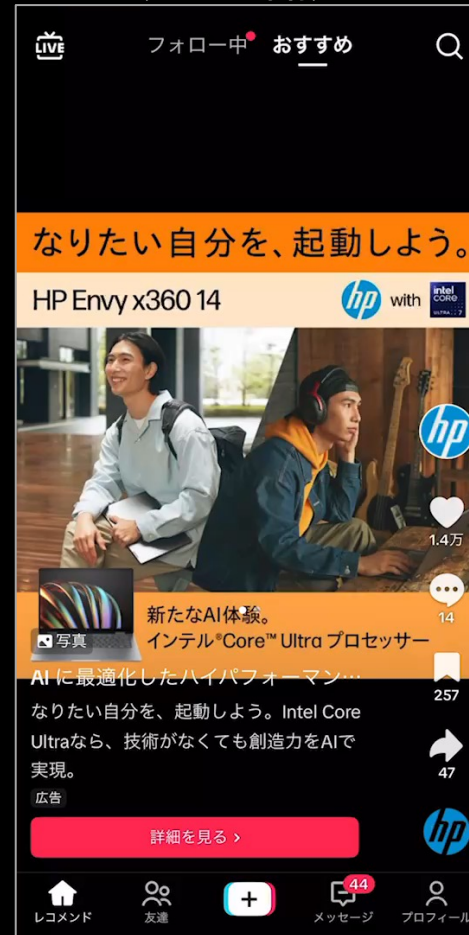 LIVE
フォロー中 おすすめ
なりたい自分を、起動しよう。
HP Envy x360 14
hp with intel CORE ULTRA 7
hp
1.4万
新たなAI体験。
14
写真
インテル®Core™ Ultra プロセッサー
AI に最適化したハイパフォーマン…
257
なりたい自分を、起動しよう。Intel Core
Ultraなら、技術がなくても創造力をAIで
実現。
47
広告
hp
詳細を見る >
44
レコメンド 友達 メッセージ プロフィール